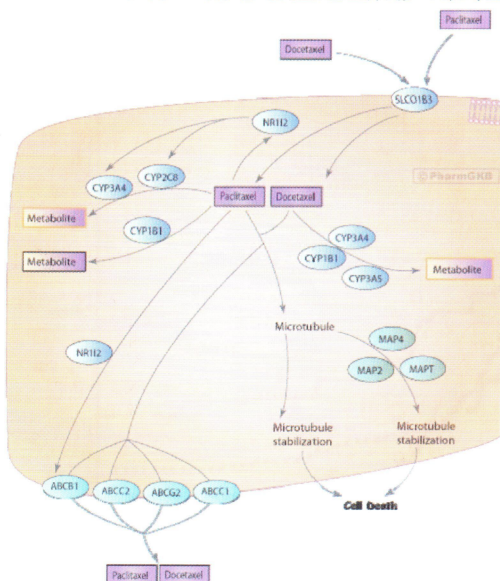 Paclitaxel
Docetaxel
SLCO1B3
NR1I2
© PharmGKB
CYP2C8
CYP3A4
Paclitaxel
Docetaxel
Metabolite
CYP1B1
CYP3A4
Metabolite
CYP1B1
Metabolite
CYP3A5
Microtubule
MAP4
NR1I2
MAP2
MAPT
Microtubule
stabilization
Microtubule
stabilization
ABCB1
ABCC2
ABCG2
ABCC1
Cell Death
Paclitaxel
Docetaxel